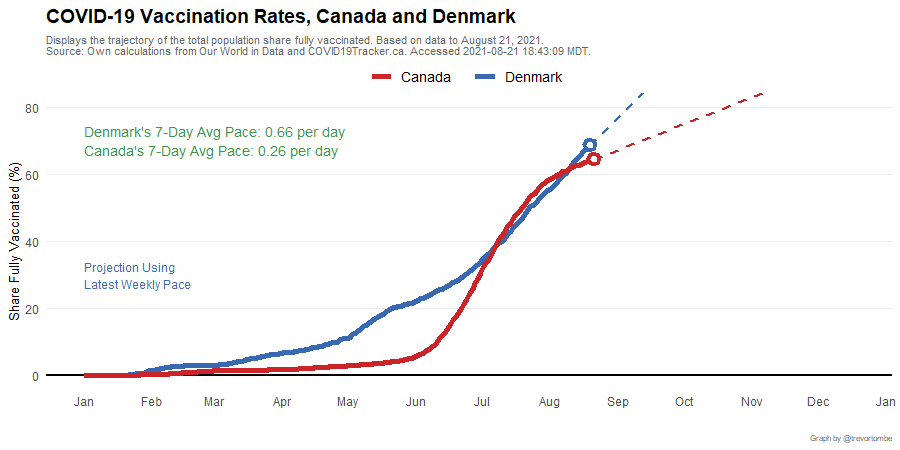 COVID-19 Vaccination Rates, Canada and Denmark
Displays the trajectory of the total population share fully vaccinated. Based on data to August 21, 2021.
Source: Own calculations from Our World in Data and COVID19Tracker.ca. Accessed 2021-08-21 18:43:09 MDT.
Canada Denmark
80
Denmark's 7-Day Avg Pace: 0.66 per day
Canada's 7-Day Avg Pace: 0.26 per day
60
Share Fully Vaccinated (%)
40
Projection Using
Latest Weekly Pace
20
0
Jan Feb Mar Apr May Jun Jul Aug Sep Oct Nov Dec Jan
Graph by @trevortombe